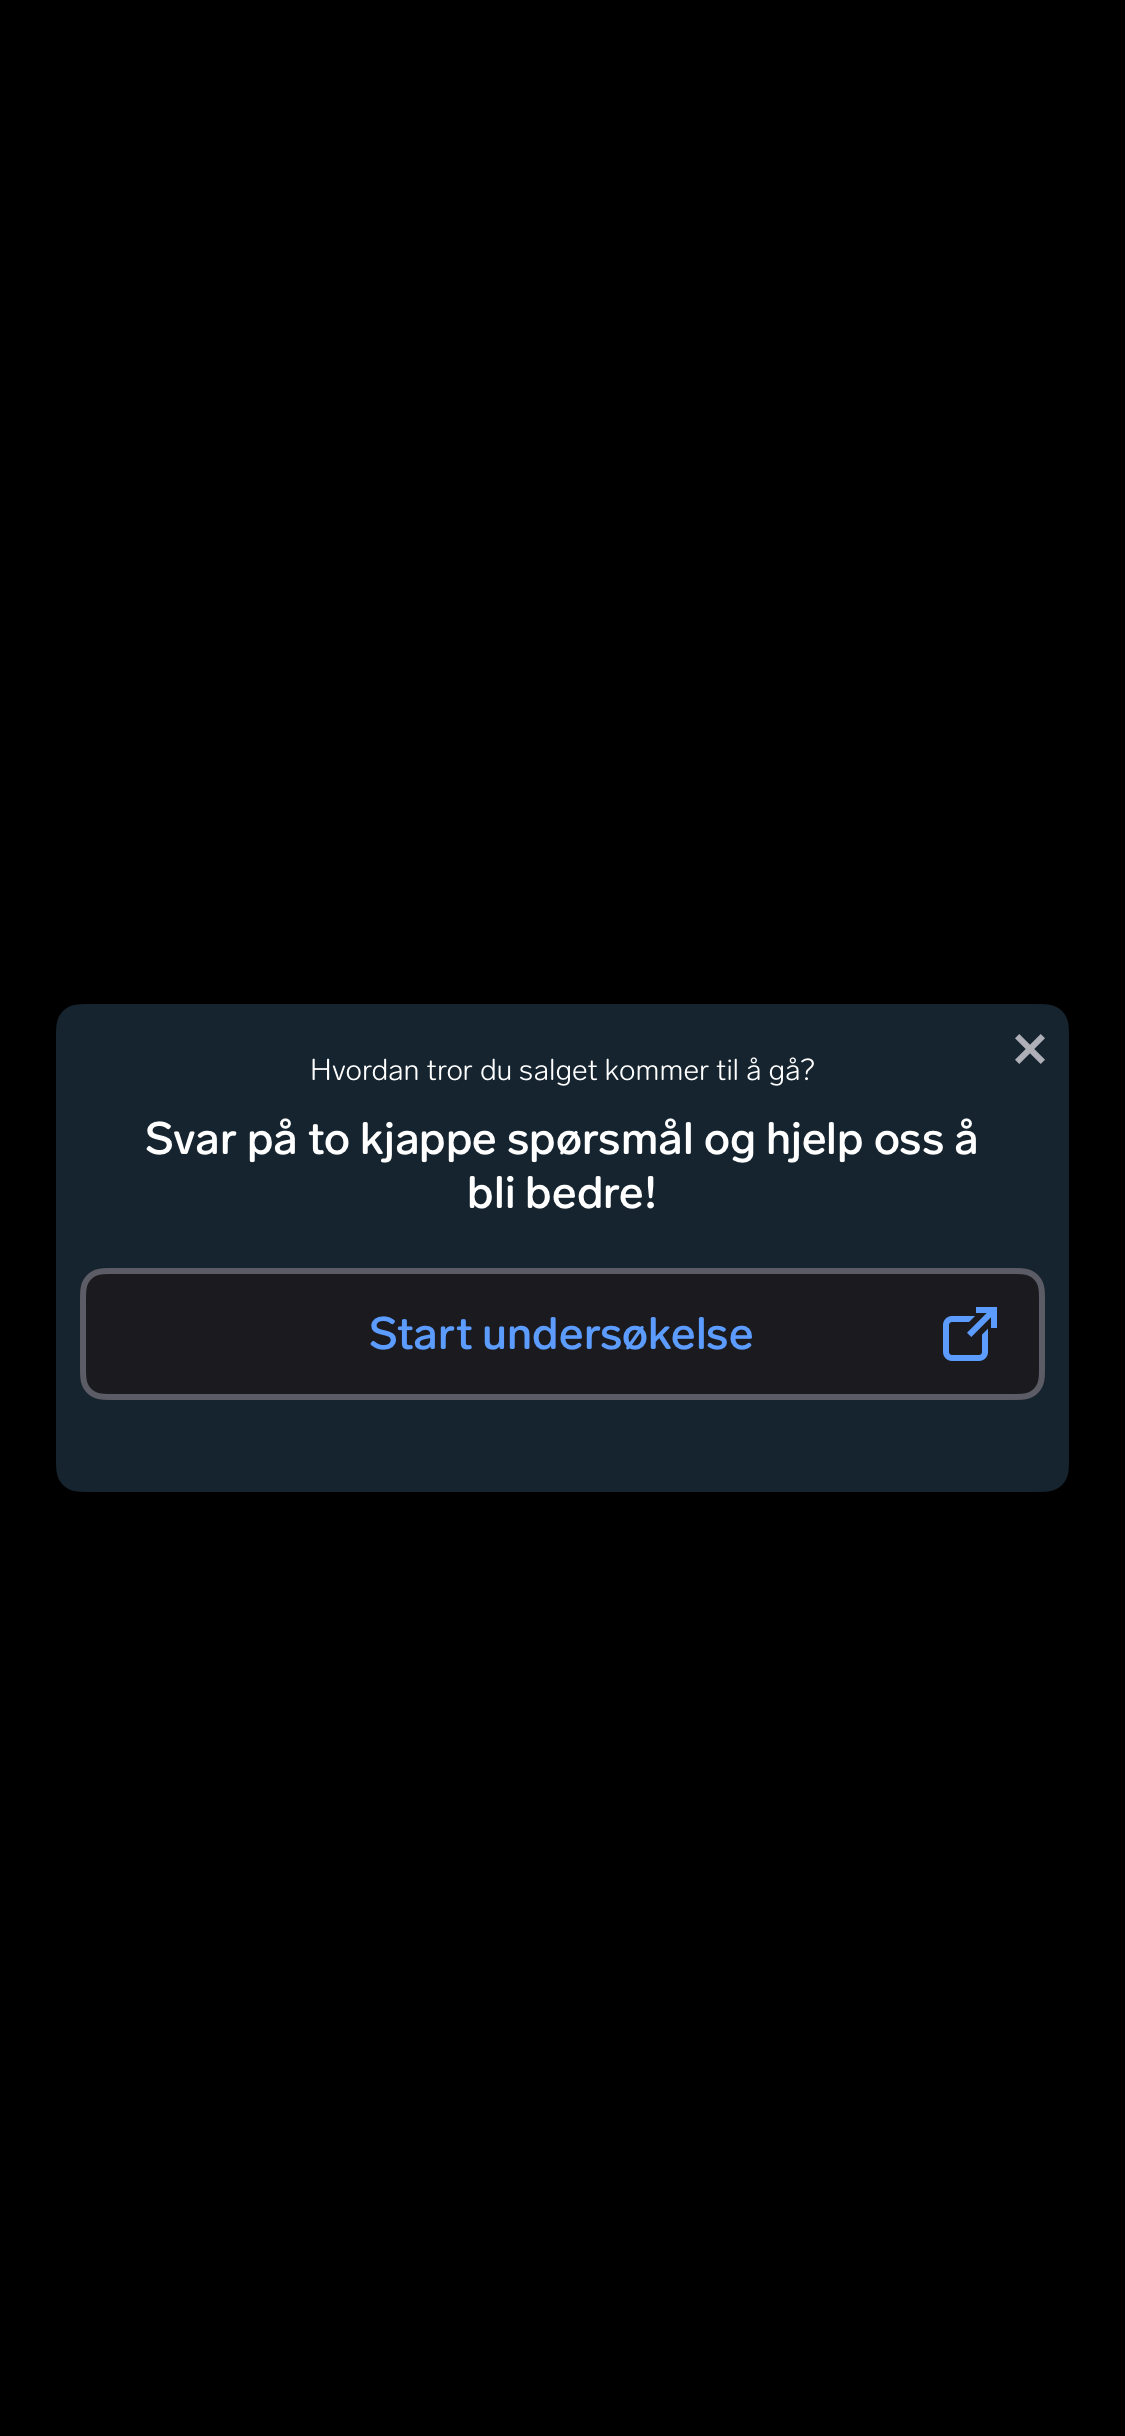 Hvordan tror du salget kommer til å gå?
Svar på to kjappe spørsmål og hjelp oss å
bli bedre!
Start undersøkelse